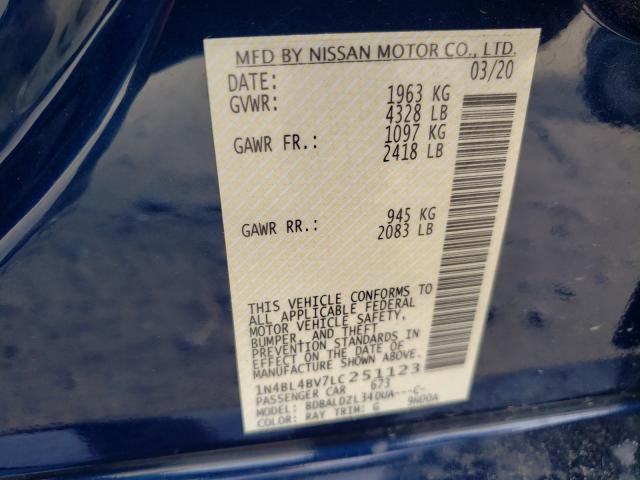 MFD BY NISSAN MOTOR CO., LTD.
DATE: 03/20
GVWR: 1963 KG
4328 LB
GAWR FR.: 1097 KG
2418 LB
GAWR RR.: 945 KG
2083 LB
THIS VEHICLE CONFORMS TO
ALL APPLICABLE FEDERAL
MOTOR VEHICLE SAFETY,
BUMPER, AND THEFT
PREVENTION STANDARDS IN
EFFECT ON THE DATE OF
MANUFACTURE SHOWN ABOVE.
1N4BL4BV7LC251123
PASSENGER CAR 673
MODEL: BDBALDZL340UA---C-
COLOR: RAY TRIM: G 9H00A